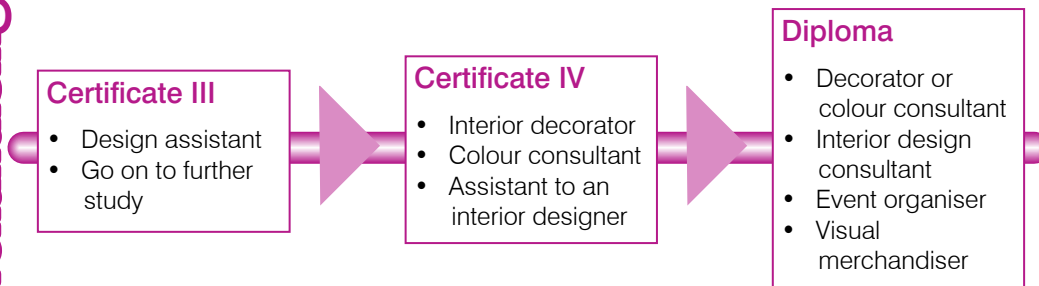 Certificate III
• Design assistant
• Go on to further
study
Certificate IV
• Interior decorator
• Colour consultant
• Assistant to an
interior designer
Diploma
• Decorator or
colour consultant
• Interior design
consultant
• Event organiser
• Visual
merchandiser